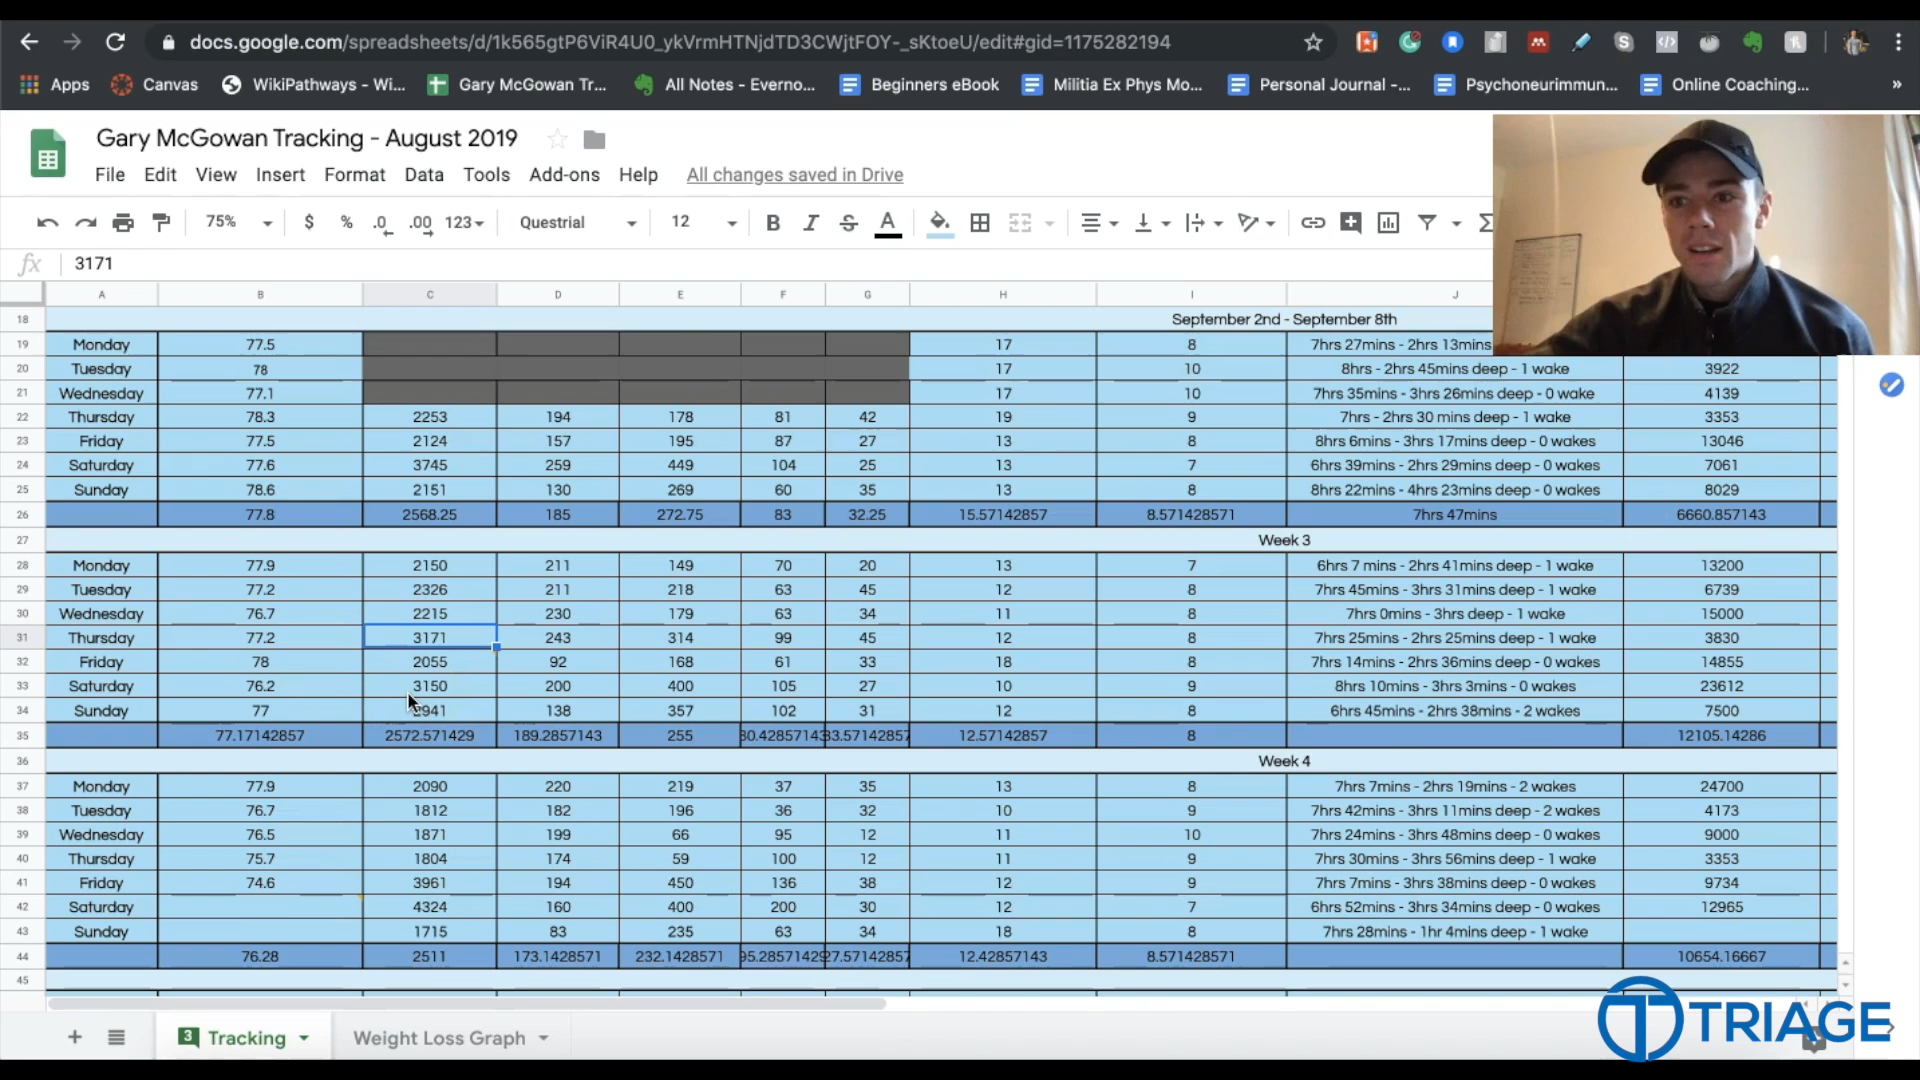 docs.google.com/spreadsheets/d/1k565gtP6ViR4U0_ykVrmHTNjdTD3CWjtFOY-_sKtoeU/edit#gid=1175282194
Apps Canvas WikiPathways - Wi... Gary McGowan Tr... All Notes - Everno... Beginners eBook Militia Ex Phys Mo... Personal Journal -... Psychoneurimmun... Online Coaching... »
Gary McGowan Tracking - August 2019
File Edit View Insert Format Data Tools Add-ons Help All changes saved in Drive
75% $ % .0 .00 123 Questrial 12 B I S A Σ
fx 3171
A B C D E F G H I J
18 September 2nd - September 8th
19 Monday 77.5 17 8 7hrs 27mins - 2hrs 13mins
20 Tuesday 78 17 10 8hrs - 2hrs 45mins deep - 1 wake 3922
21 Wednesday 77.1 17 10 7hrs 35mins - 3hrs 26mins deep - 0 wake 4139
22 Thursday 78.3 2253 194 178 81 42 19 9 7hrs - 2hrs 30 mins deep - 1 wake 3353
23 Friday 77.5 2124 157 195 87 27 13 8 8hrs 6mins - 3hrs 17mins deep - 0 wakes 13046
24 Saturday 77.6 3745 259 449 104 25 13 7 6hrs 39mins - 2hrs 29mins deep - 0 wakes 7061
25 Sunday 78.6 2151 130 269 60 35 13 8 8hrs 22mins - 4hrs 23mins deep - 0 wakes 8029
26 77.8 2568.25 185 272.75 83 32.25 15.57142857 8.571428571 7hrs 47mins 6660.857143
27 Week 3
28 Monday 77.9 2150 211 149 70 20 13 7 6hrs 7 mins - 2hrs 41mins deep - 1 wake 13200
29 Tuesday 77.2 2326 211 218 63 45 12 8 7hrs 45mins - 3hrs 31mins deep - 1 wake 6739
30 Wednesday 76.7 2215 230 179 63 34 11 8 7hrs 0mins - 3hrs deep - 1 wake 15000
31 Thursday 77.2 3171 243 314 99 45 12 8 7hrs 25mins - 2hrs 25mins deep - 1 wake 3830
32 Friday 78 2055 92 168 61 33 18 8 7hrs 14mins - 2hrs 36mins deep - 0 wakes 14855
33 Saturday 76.2 3150 200 400 105 27 10 9 8hrs 10mins - 3hrs 3mins - 0 wakes 23612
34 Sunday 77 2941 138 357 102 31 12 8 6hrs 45mins - 2hrs 38mins - 2 wakes 7500
35 77.17142857 2572.571429 189.2857143 255 30.42857143 33.57142857 12.57142857 8 12105.14286
36 Week 4
37 Monday 77.9 2090 220 219 37 35 13 8 7hrs 7mins - 2hrs 19mins - 2 wakes 24700
38 Tuesday 76.7 1812 182 196 36 32 10 9 7hrs 42mins - 3hrs 11mins deep - 2 wakes 4173
39 Wednesday 76.5 1871 199 66 95 12 11 10 7hrs 24mins - 3hrs 48mins deep - 0 wakes 9000
40 Thursday 75.7 1804 174 59 100 12 11 9 7hrs 30mins - 3hrs 56mins deep - 1 wake 3353
41 Friday 74.6 3961 194 450 136 38 12 9 7hrs 7mins - 3hrs 38mins deep - 0 wakes 9734
42 Saturday 4324 160 400 200 30 12 7 6hrs 52mins - 3hrs 34mins deep - 0 wakes 12965
43 Sunday 1715 83 235 63 34 18 8 7hrs 28mins - 1hr 4mins deep - 1 wake
44 76.28 2511 173.1428571 232.1428571 95.28571429 27.57142857 12.42857143 8.571428571 10654.16667
45
3 Tracking Weight Loss Graph
TRIAGE